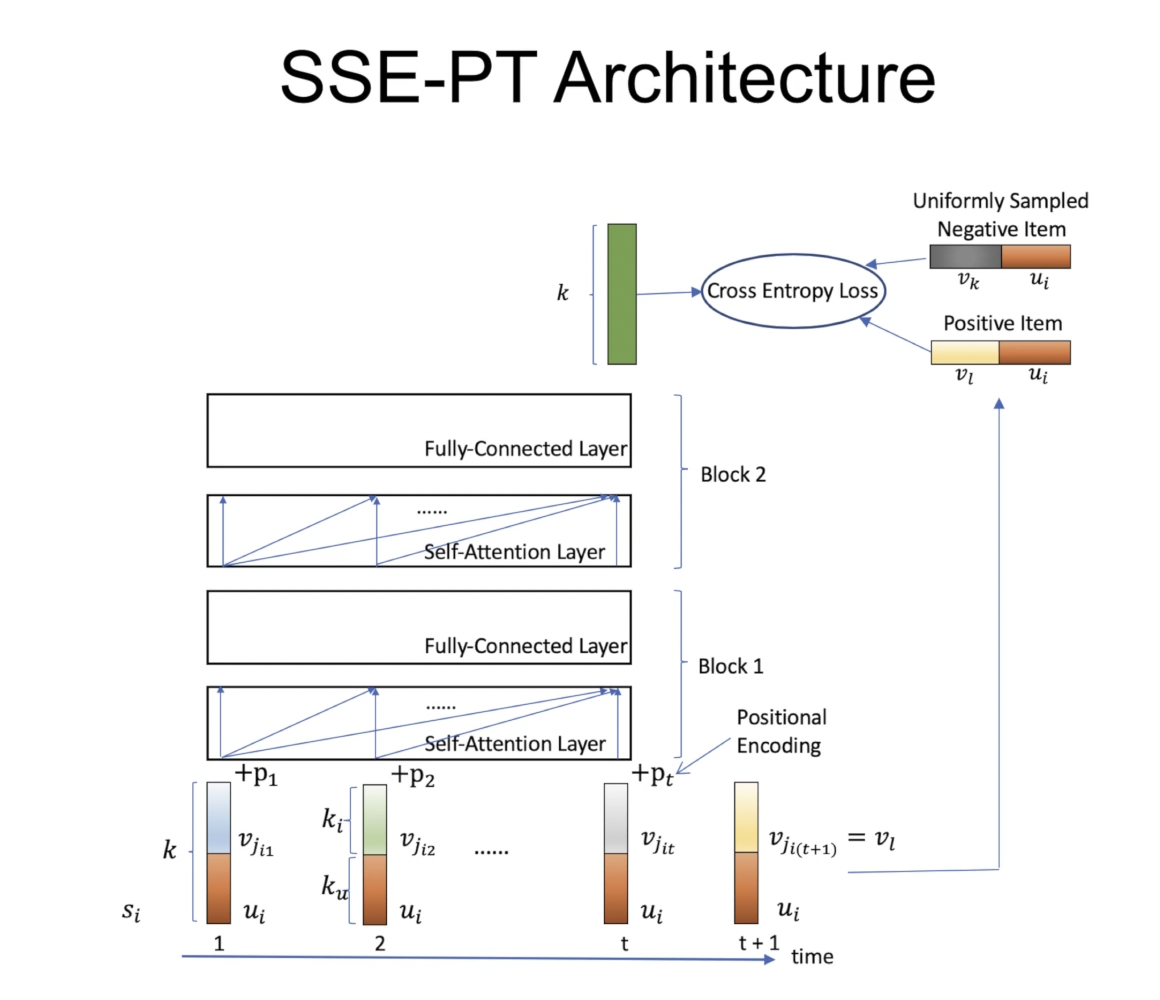 SSE-PT Architecture
Uniformly Sampled
Negative Item
k
Cross Entropy Loss
v_k u_i
Positive Item
v_l u_i
Fully-Connected Layer
Block 2
......
Self-Attention Layer
Fully-Connected Layer
Block 1
......
Self-Attention Layer
Positional
Encoding
+p_1 +p_2 +p_t
k v_{j_{i1}} k_i v_{j_{i2}} ...... v_{j_{it}} v_{j_{i(t+1)}} = v_l
s_i u_i k_u u_i u_i u_i
1 2 t t + 1
time